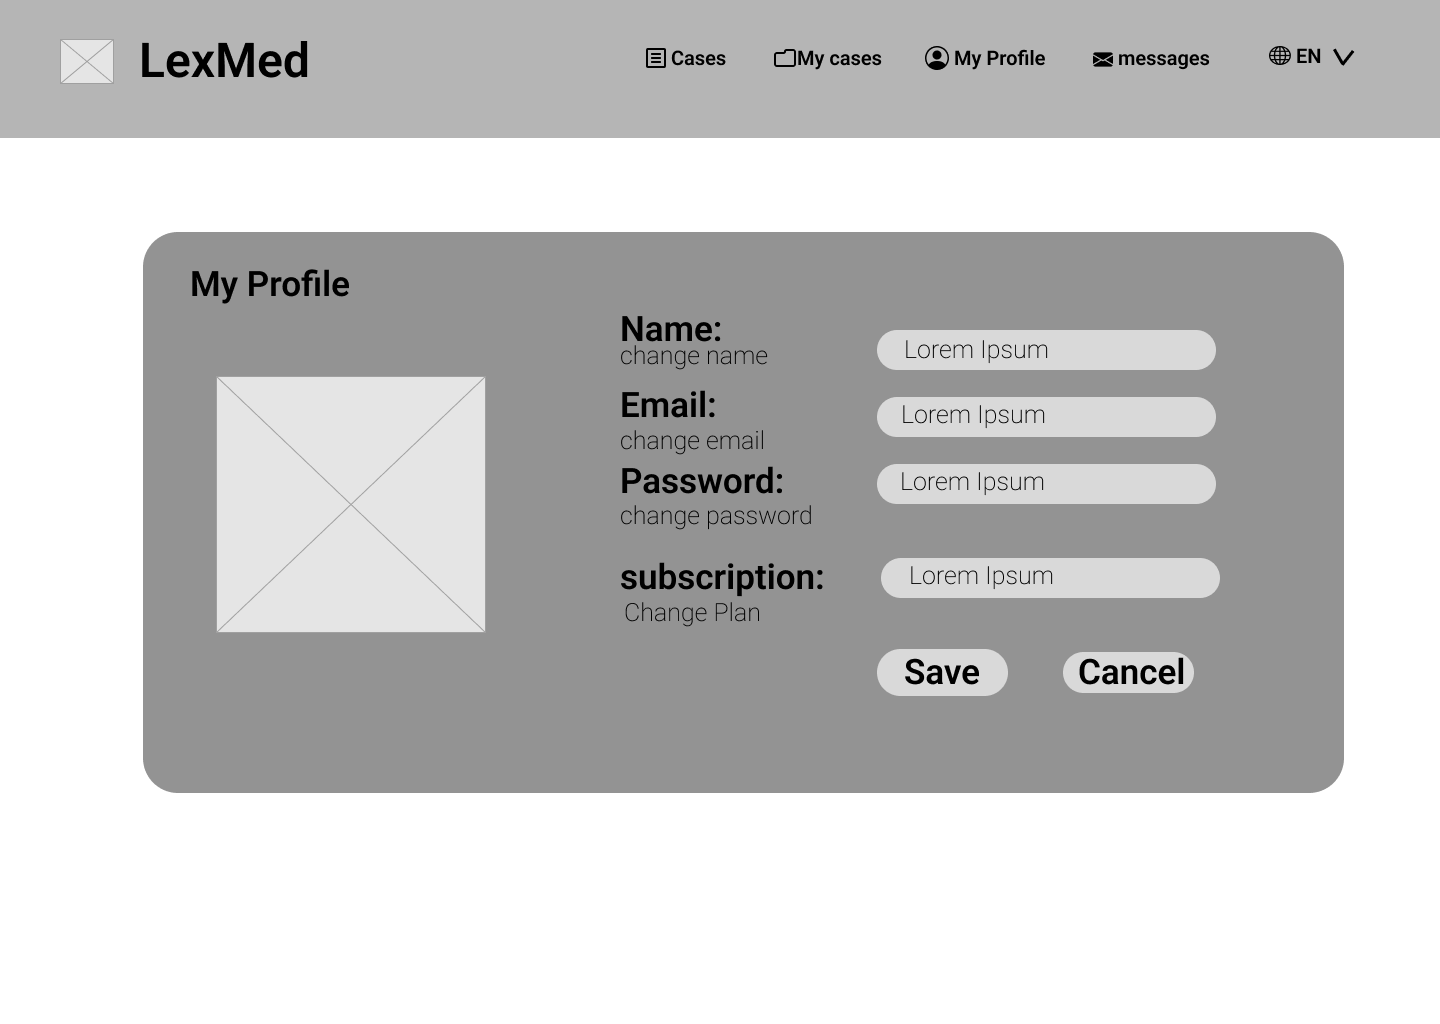 LexMed
Cases
My cases
My Profile
messages
EN
My Profile
Name:
change name
Lorem Ipsum
Email:
change email
Lorem Ipsum
Password:
change password
Lorem Ipsum
subscription:
Change Plan
Lorem Ipsum
Save
Cancel